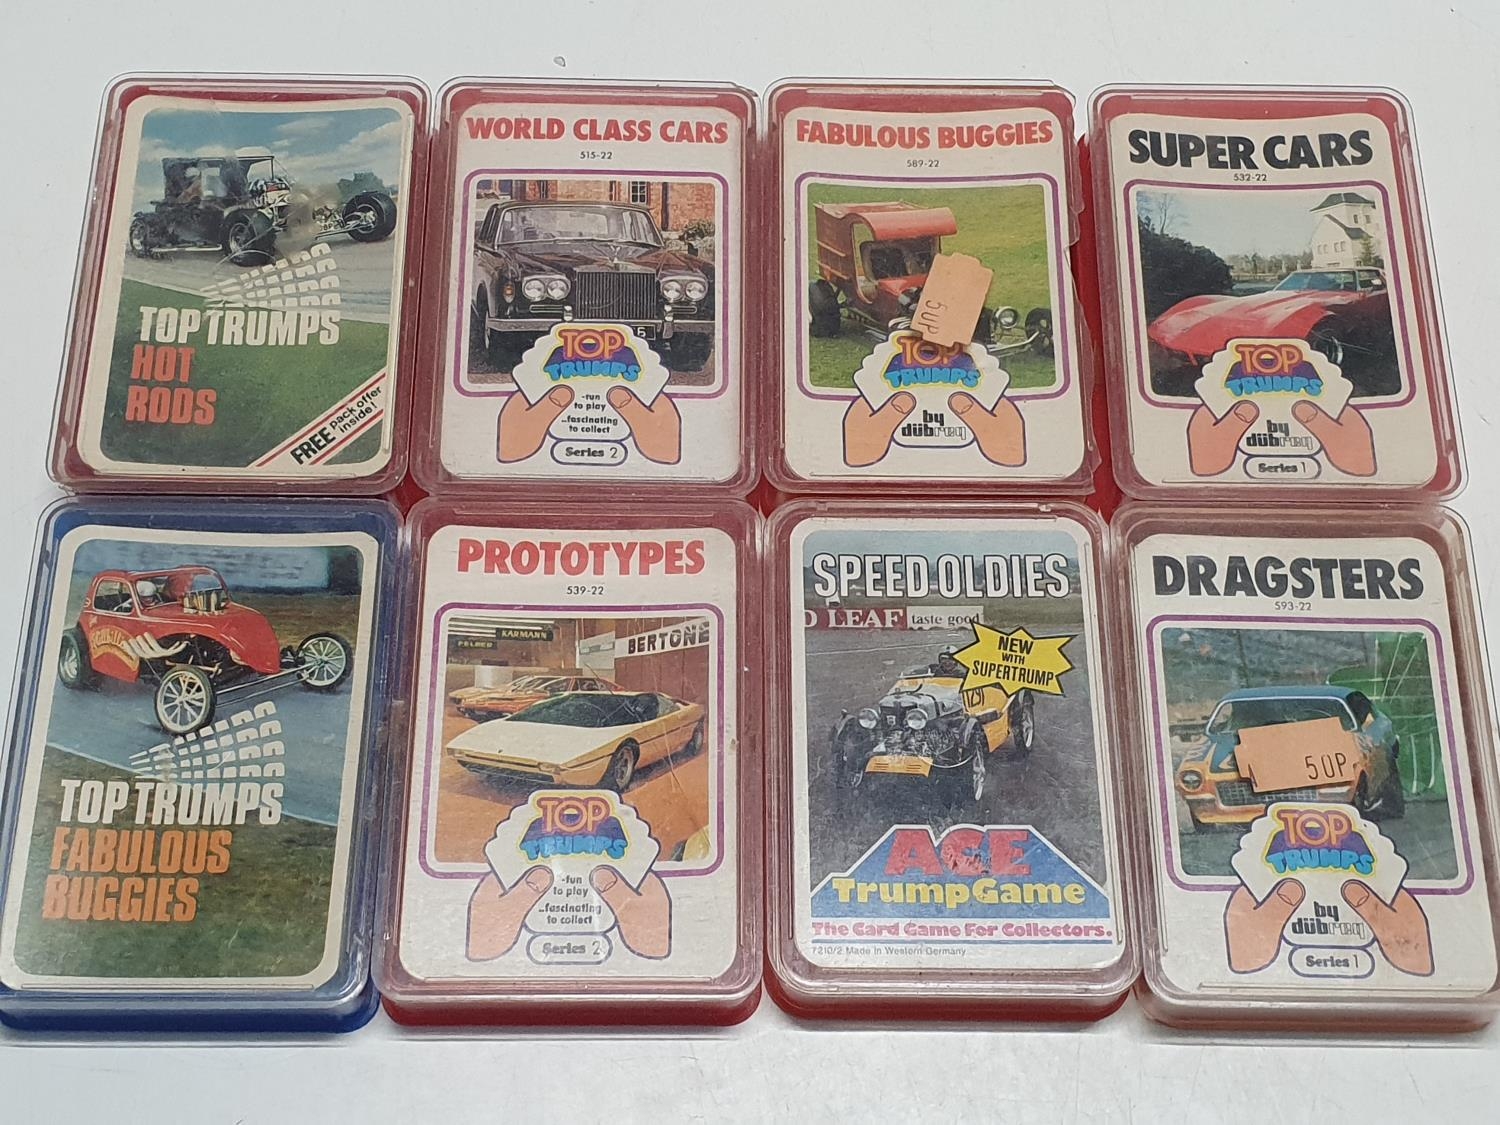 TOP TRUMPS
HOT
RODS
FREE pack offer
inside!
WORLD CLASS CARS
515-22
TOP
TRUMPS
-fun
to play
..fascinating
to collect
Series 2
FABULOUS BUGGIES
589-22
50P
TOP
TRUMPS
by
dübreq
SUPER CARS
532-22
TOP
TRUMPS
by
dübreq
Series 1
TOP TRUMPS
FABULOUS
BUGGIES
PROTOTYPES
539-22
KARMANN
BERTONE
TOP
TRUMPS
-fun
to play
..fascinating
to collect
Series 2
SPEED OLDIES
D LEAF taste good
NEW
WITH
SUPERTRUMP
ACE
TrumpGame
The Card Game For Collectors.
7210/2 Made in Western Germany
DRAGSTERS
593-22
50P
TOP
TRUMPS
by
dübreq
Series 1